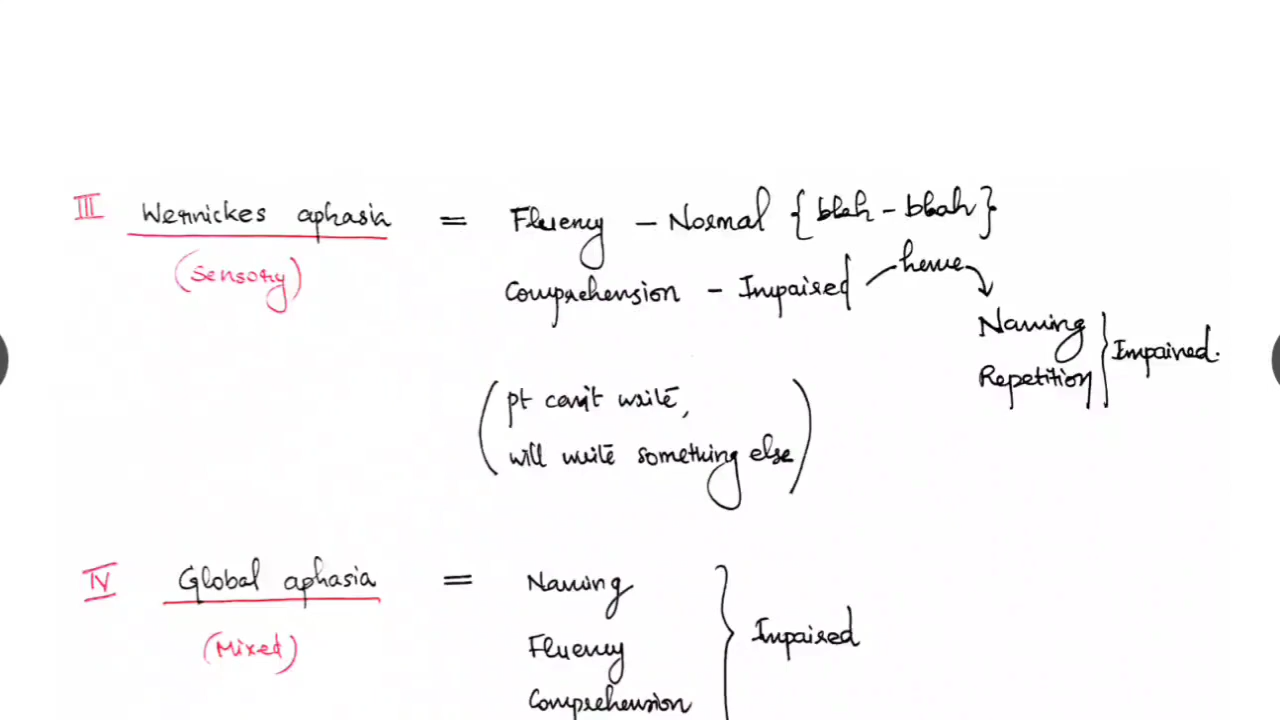 III Wernickes aphasia = Fluency - Normal {blah - blah}
(Sensory)
Comprehension - Impaired hence
Naming
Repetition } Impaired.
(pt can't write,
will write something else)
IV Global aphasia = Naming
(Mixed)
Fluency } Impaired
Comprehension